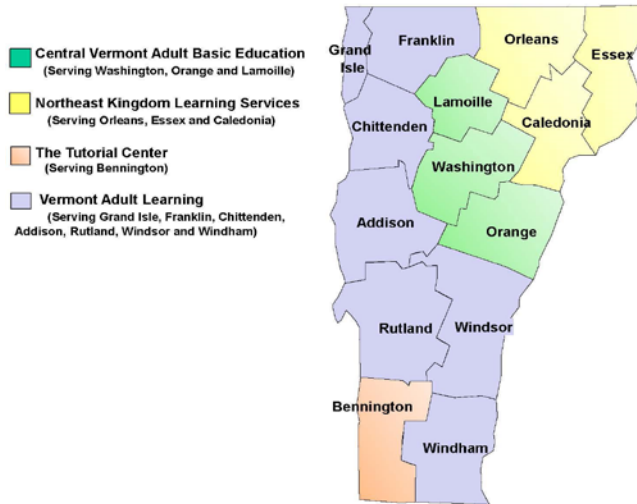 Central Vermont Adult Basic Education
(Serving Washington, Orange and Lamoille)
Northeast Kingdom Learning Services
(Serving Orleans, Essex and Caledonia)
The Tutorial Center
(Serving Bennington)
Vermont Adult Learning
(Serving Grand Isle, Franklin, Chittenden,
Addison, Rutland, Windsor and Windham)
Grand
Isle
Franklin
Orleans
Essex
Lamoille
Chittenden
Caledonia
Washington
Addison
Orange
Rutland
Windsor
Bennington
Windham